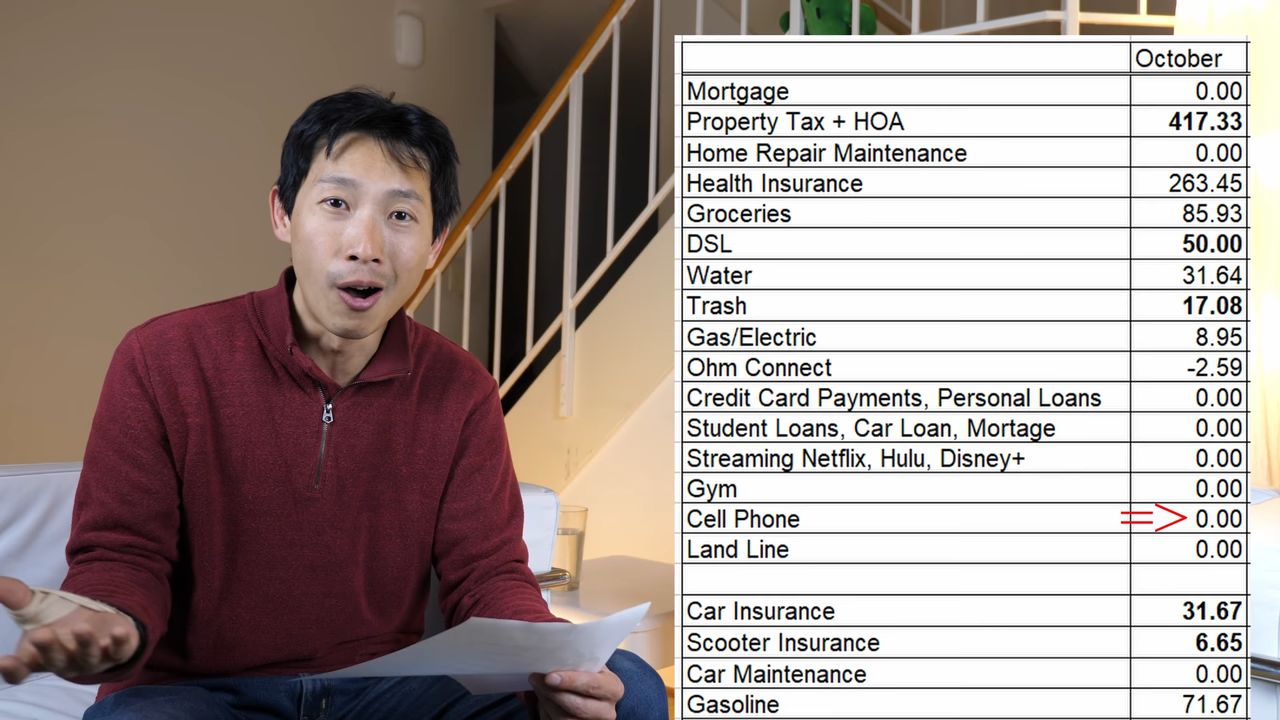 October
Mortgage 0.00
Property Tax + HOA 417.33
Home Repair Maintenance 0.00
Health Insurance 263.45
Groceries 85.93
DSL 50.00
Water 31.64
Trash 17.08
Gas/Electric 8.95
Ohm Connect -2.59
Credit Card Payments, Personal Loans 0.00
Student Loans, Car Loan, Mortage 0.00
Streaming Netflix, Hulu, Disney+ 0.00
Gym 0.00
Cell Phone => 0.00
Land Line 0.00
Car Insurance 31.67
Scooter Insurance 6.65
Car Maintenance 0.00
Gasoline 71.67